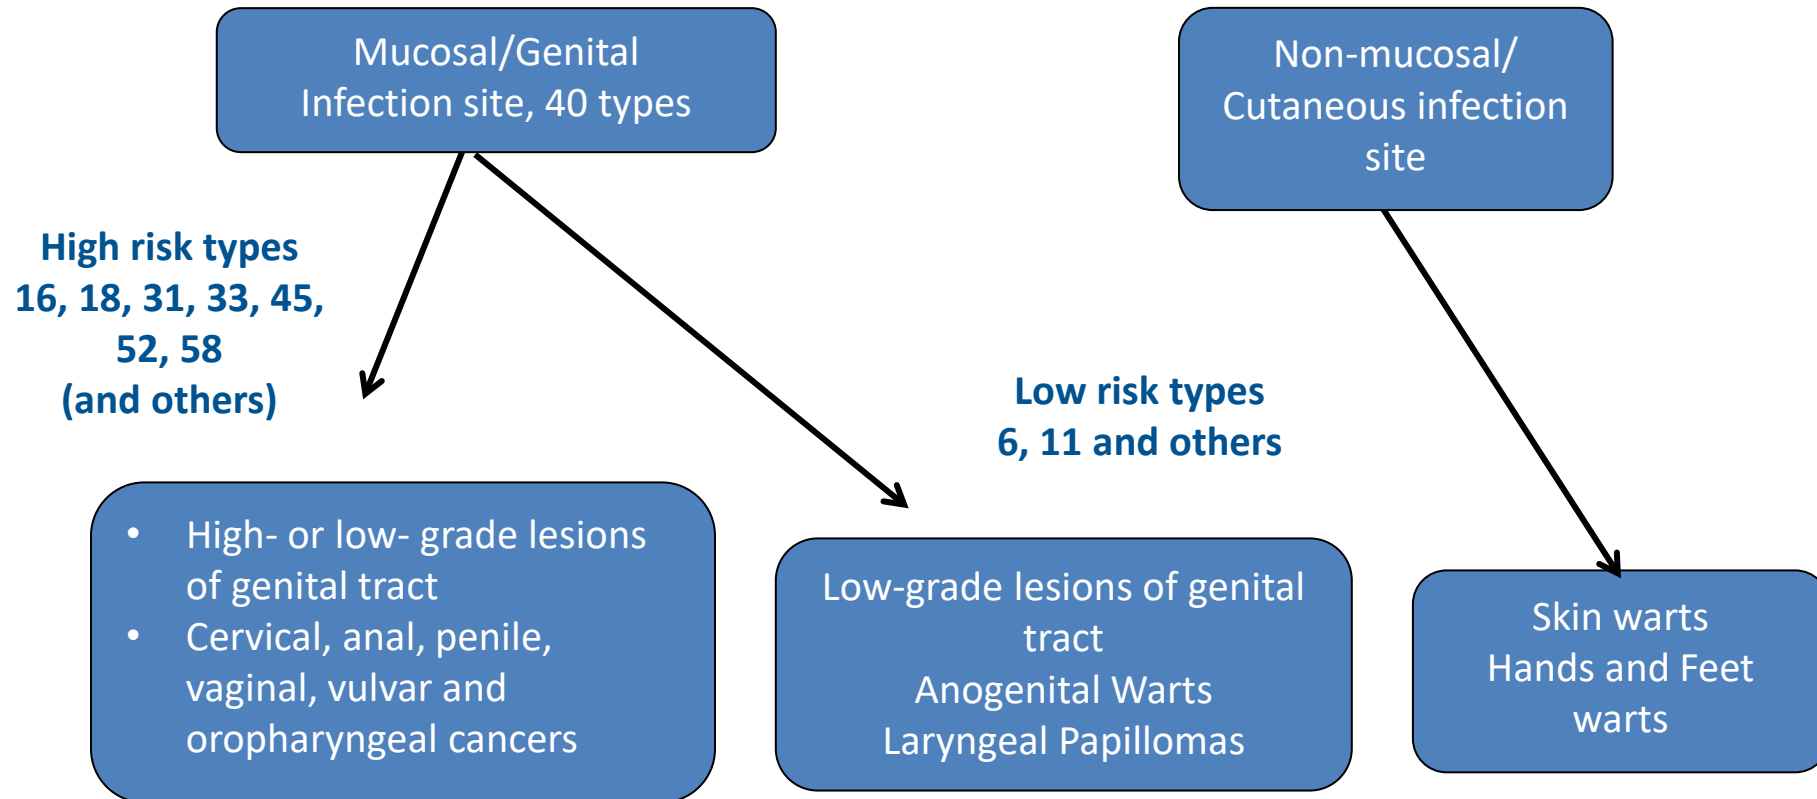 Mucosal/Genital
Infection site, 40 types
Non-mucosal/
Cutaneous infection
site
High risk types
16, 18, 31, 33, 45,
52, 58
(and others)
Low risk types
6, 11 and others
• High- or low- grade lesions
of genital tract
• Cervical, anal, penile,
vaginal, vulvar and
oropharyngeal cancers
Low-grade lesions of genital
tract
Anogenital Warts
Laryngeal Papillomas
Skin warts
Hands and Feet
warts